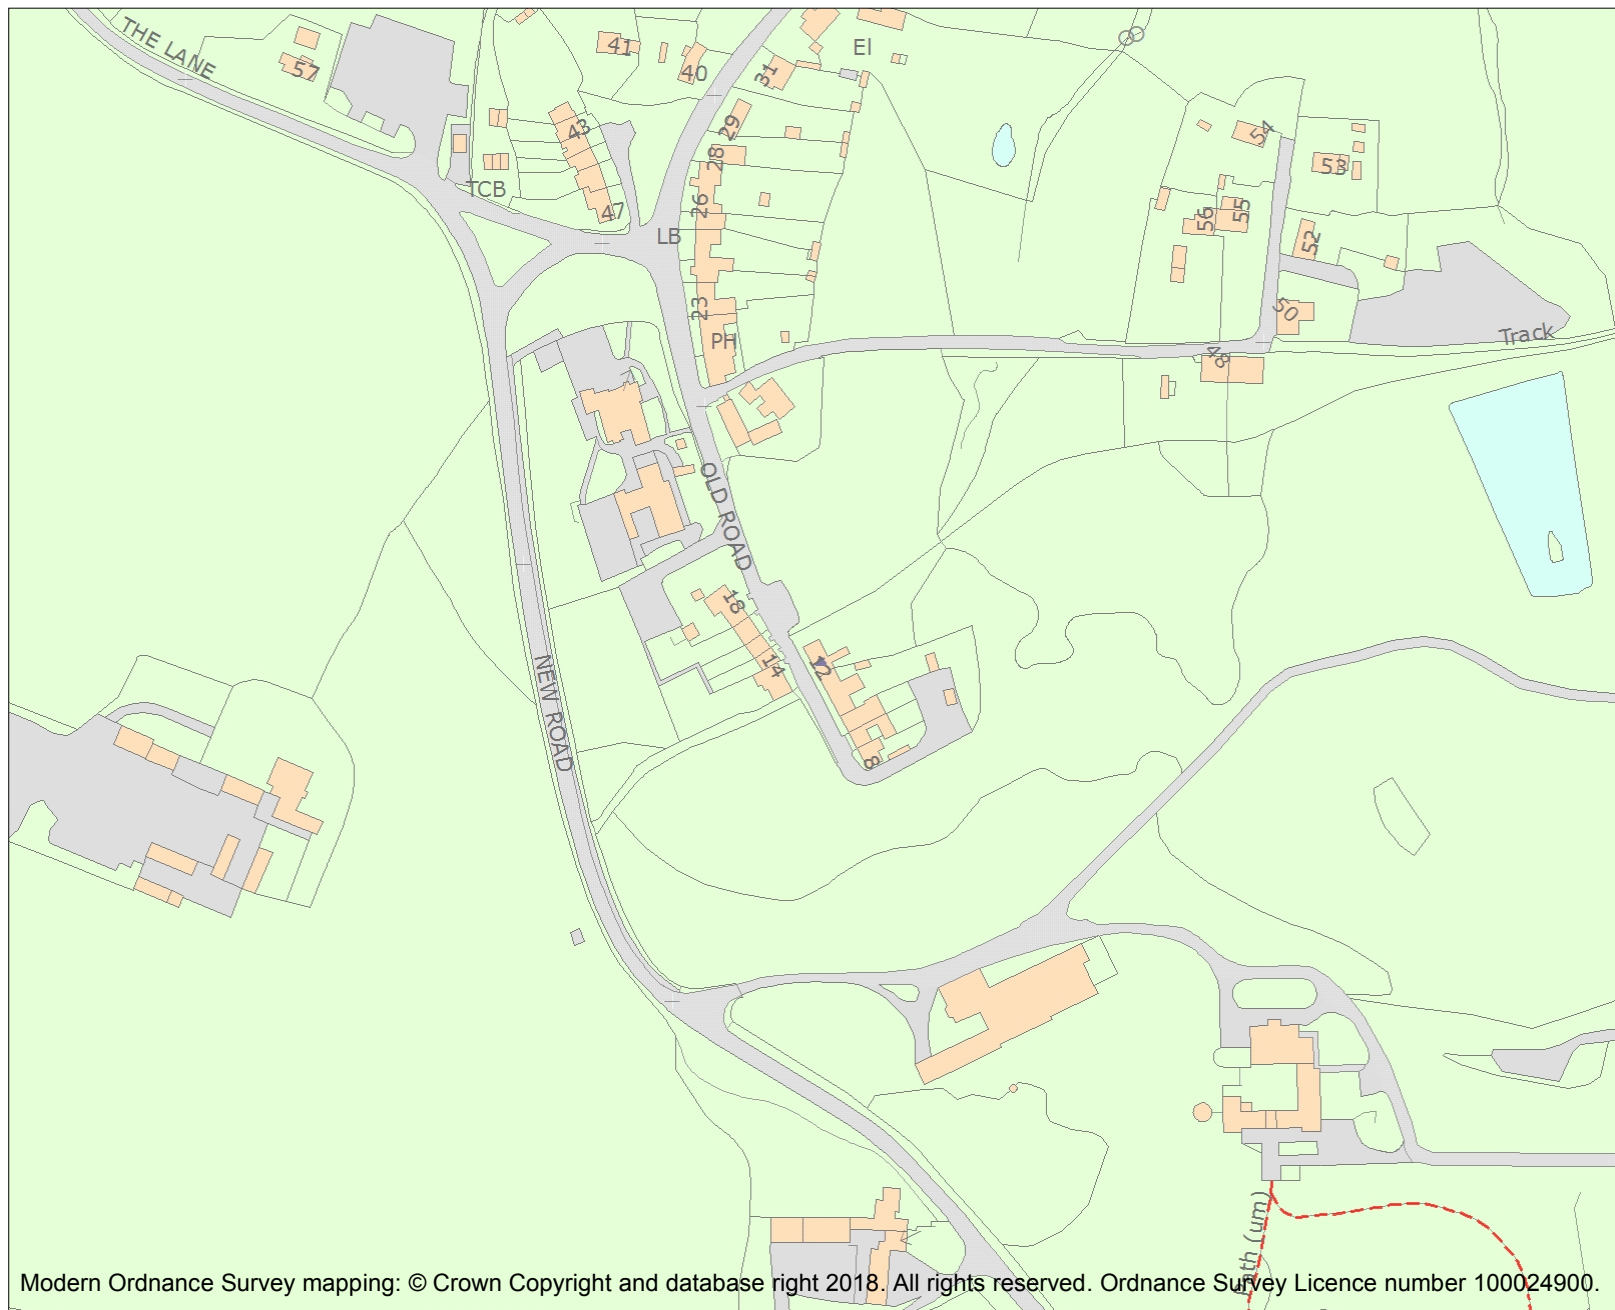 THE LANE
57
41
40
31
El
43
29
28
TCB
47
26
LB
23
PH
54
53
55
56
52
50
48
Track
OLD ROAD
18
14
12
8
NEW ROAD
Path (um)
Modern Ordnance Survey mapping: © Crown Copyright and database right 2018. All rights reserved. Ordnance Survey Licence number 100024900.